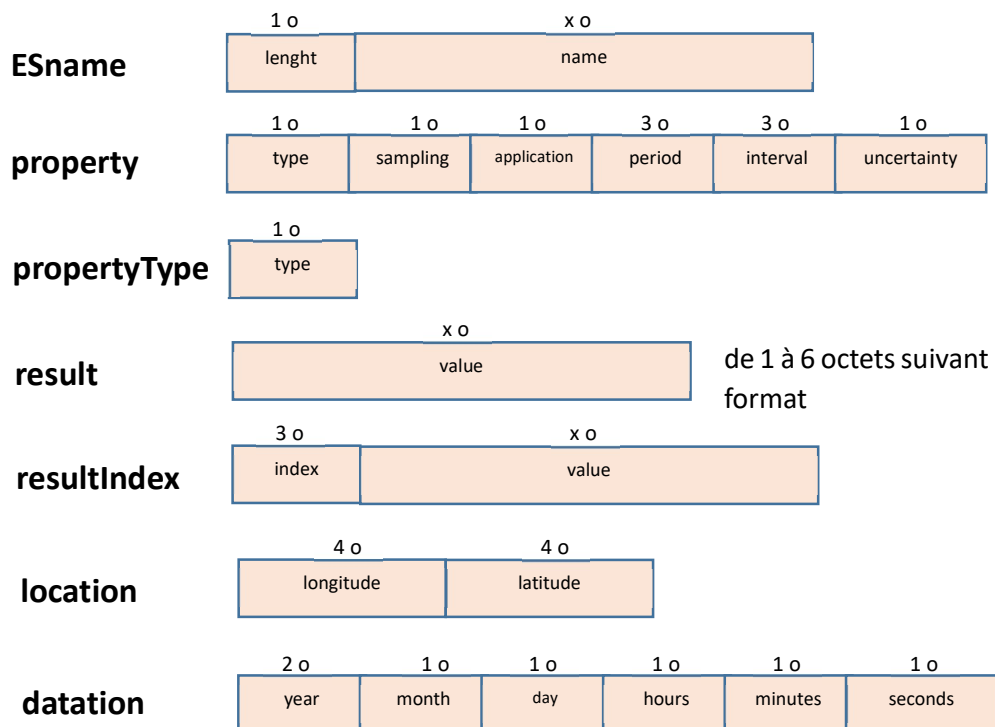 1 o x o
ESname lenght name
1 o 1 o 1 o 3 o 3 o 1 o
property type sampling application period interval uncertainty
1 o
propertyType type
x o
result value de 1 à 6 octets suivant
format
3 o x o
resultIndex index value
4 o 4 o
location longitude latitude
2 o 1 o 1 o 1 o 1 o 1 o
datation year month day hours minutes seconds